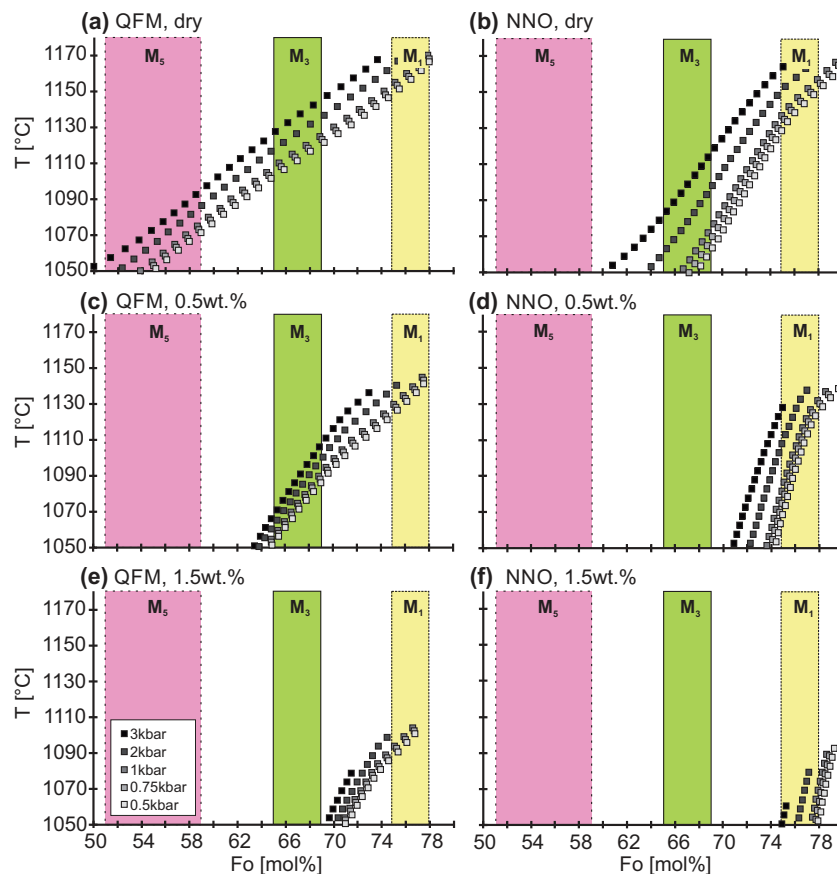 (a) QFM, dry
(b) NNO, dry
M5
M3
M1
M5
M3
M1
T [°C]
1170
1150
1130
1110
1090
1070
1050
T [°C]
(c) QFM, 0.5wt.%
(d) NNO, 0.5wt.%
M5
M3
M1
M5
M3
M1
T [°C]
1170
1150
1130
1110
1090
1070
1050
T [°C]
(e) QFM, 1.5wt.%
(f) NNO, 1.5wt.%
M5
M3
M1
M5
M3
M1
T [°C]
1170
1150
1130
1110
1090
1070
1050
T [°C]
3kbar
2kbar
1kbar
0.75kbar
0.5kbar
50 54 58 62 66 70 74 78
50 54 58 62 66 70 74 78
Fo [mol%]
Fo [mol%]